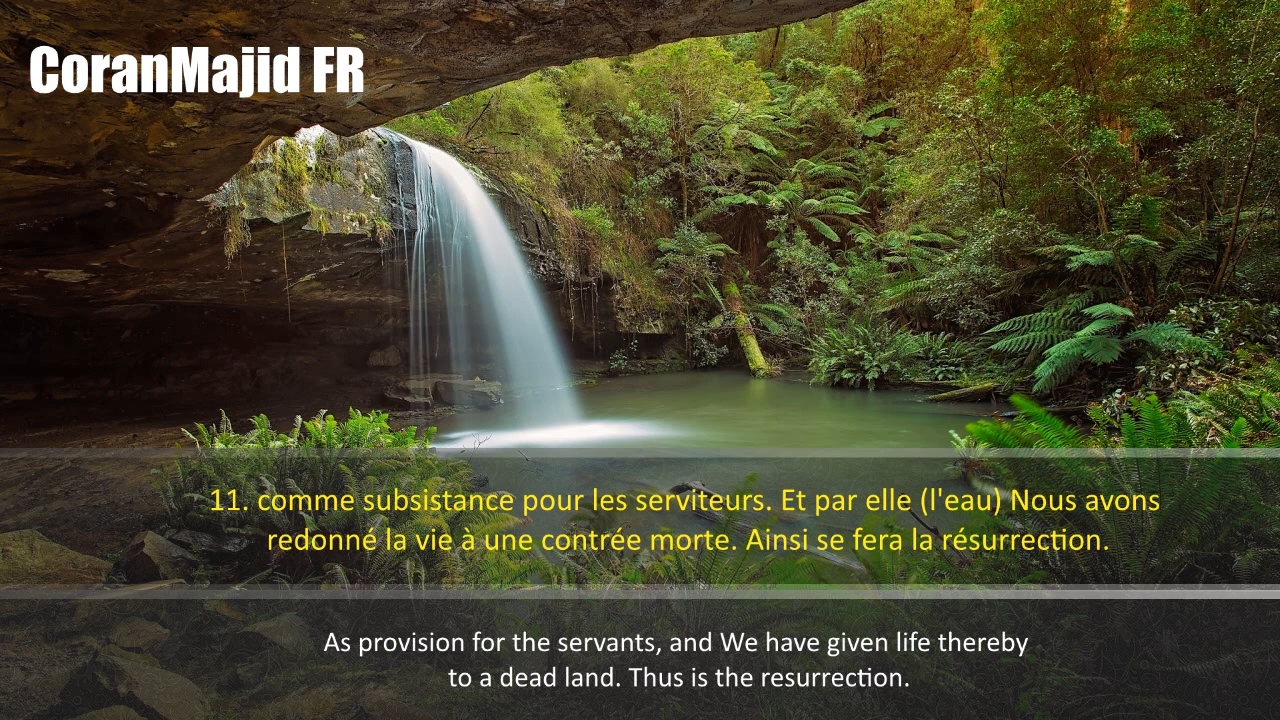 CoranMajid FR
11. comme subsistance pour les serviteurs. Et par elle (l'eau) Nous avons
redonné la vie à une contrée morte. Ainsi se fera la résurrection.
As provision for the servants, and We have given life thereby
to a dead land. Thus is the resurrection.